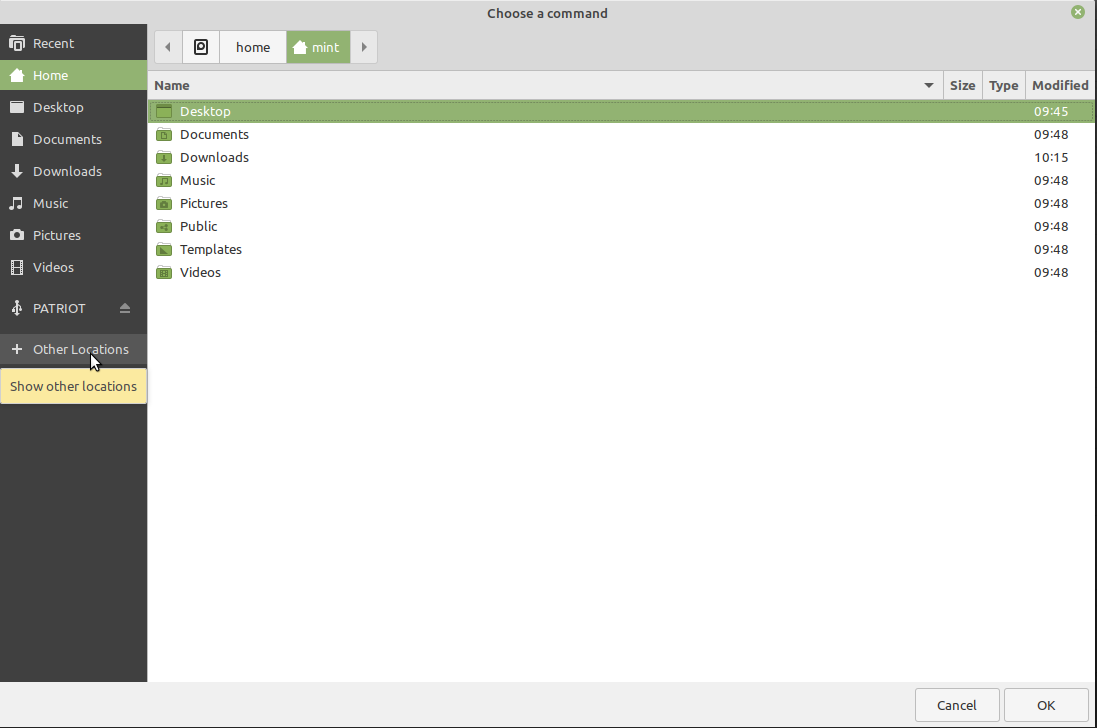 Choose a command
Recent
Home
Desktop
Documents
Downloads
Music
Pictures
Videos
PATRIOT
Other Locations
Show other locations
home mint
Name Size Type Modified
Desktop 09:45
Documents 09:48
Downloads 10:15
Music 09:48
Pictures 09:48
Public 09:48
Templates 09:48
Videos 09:48
Cancel OK